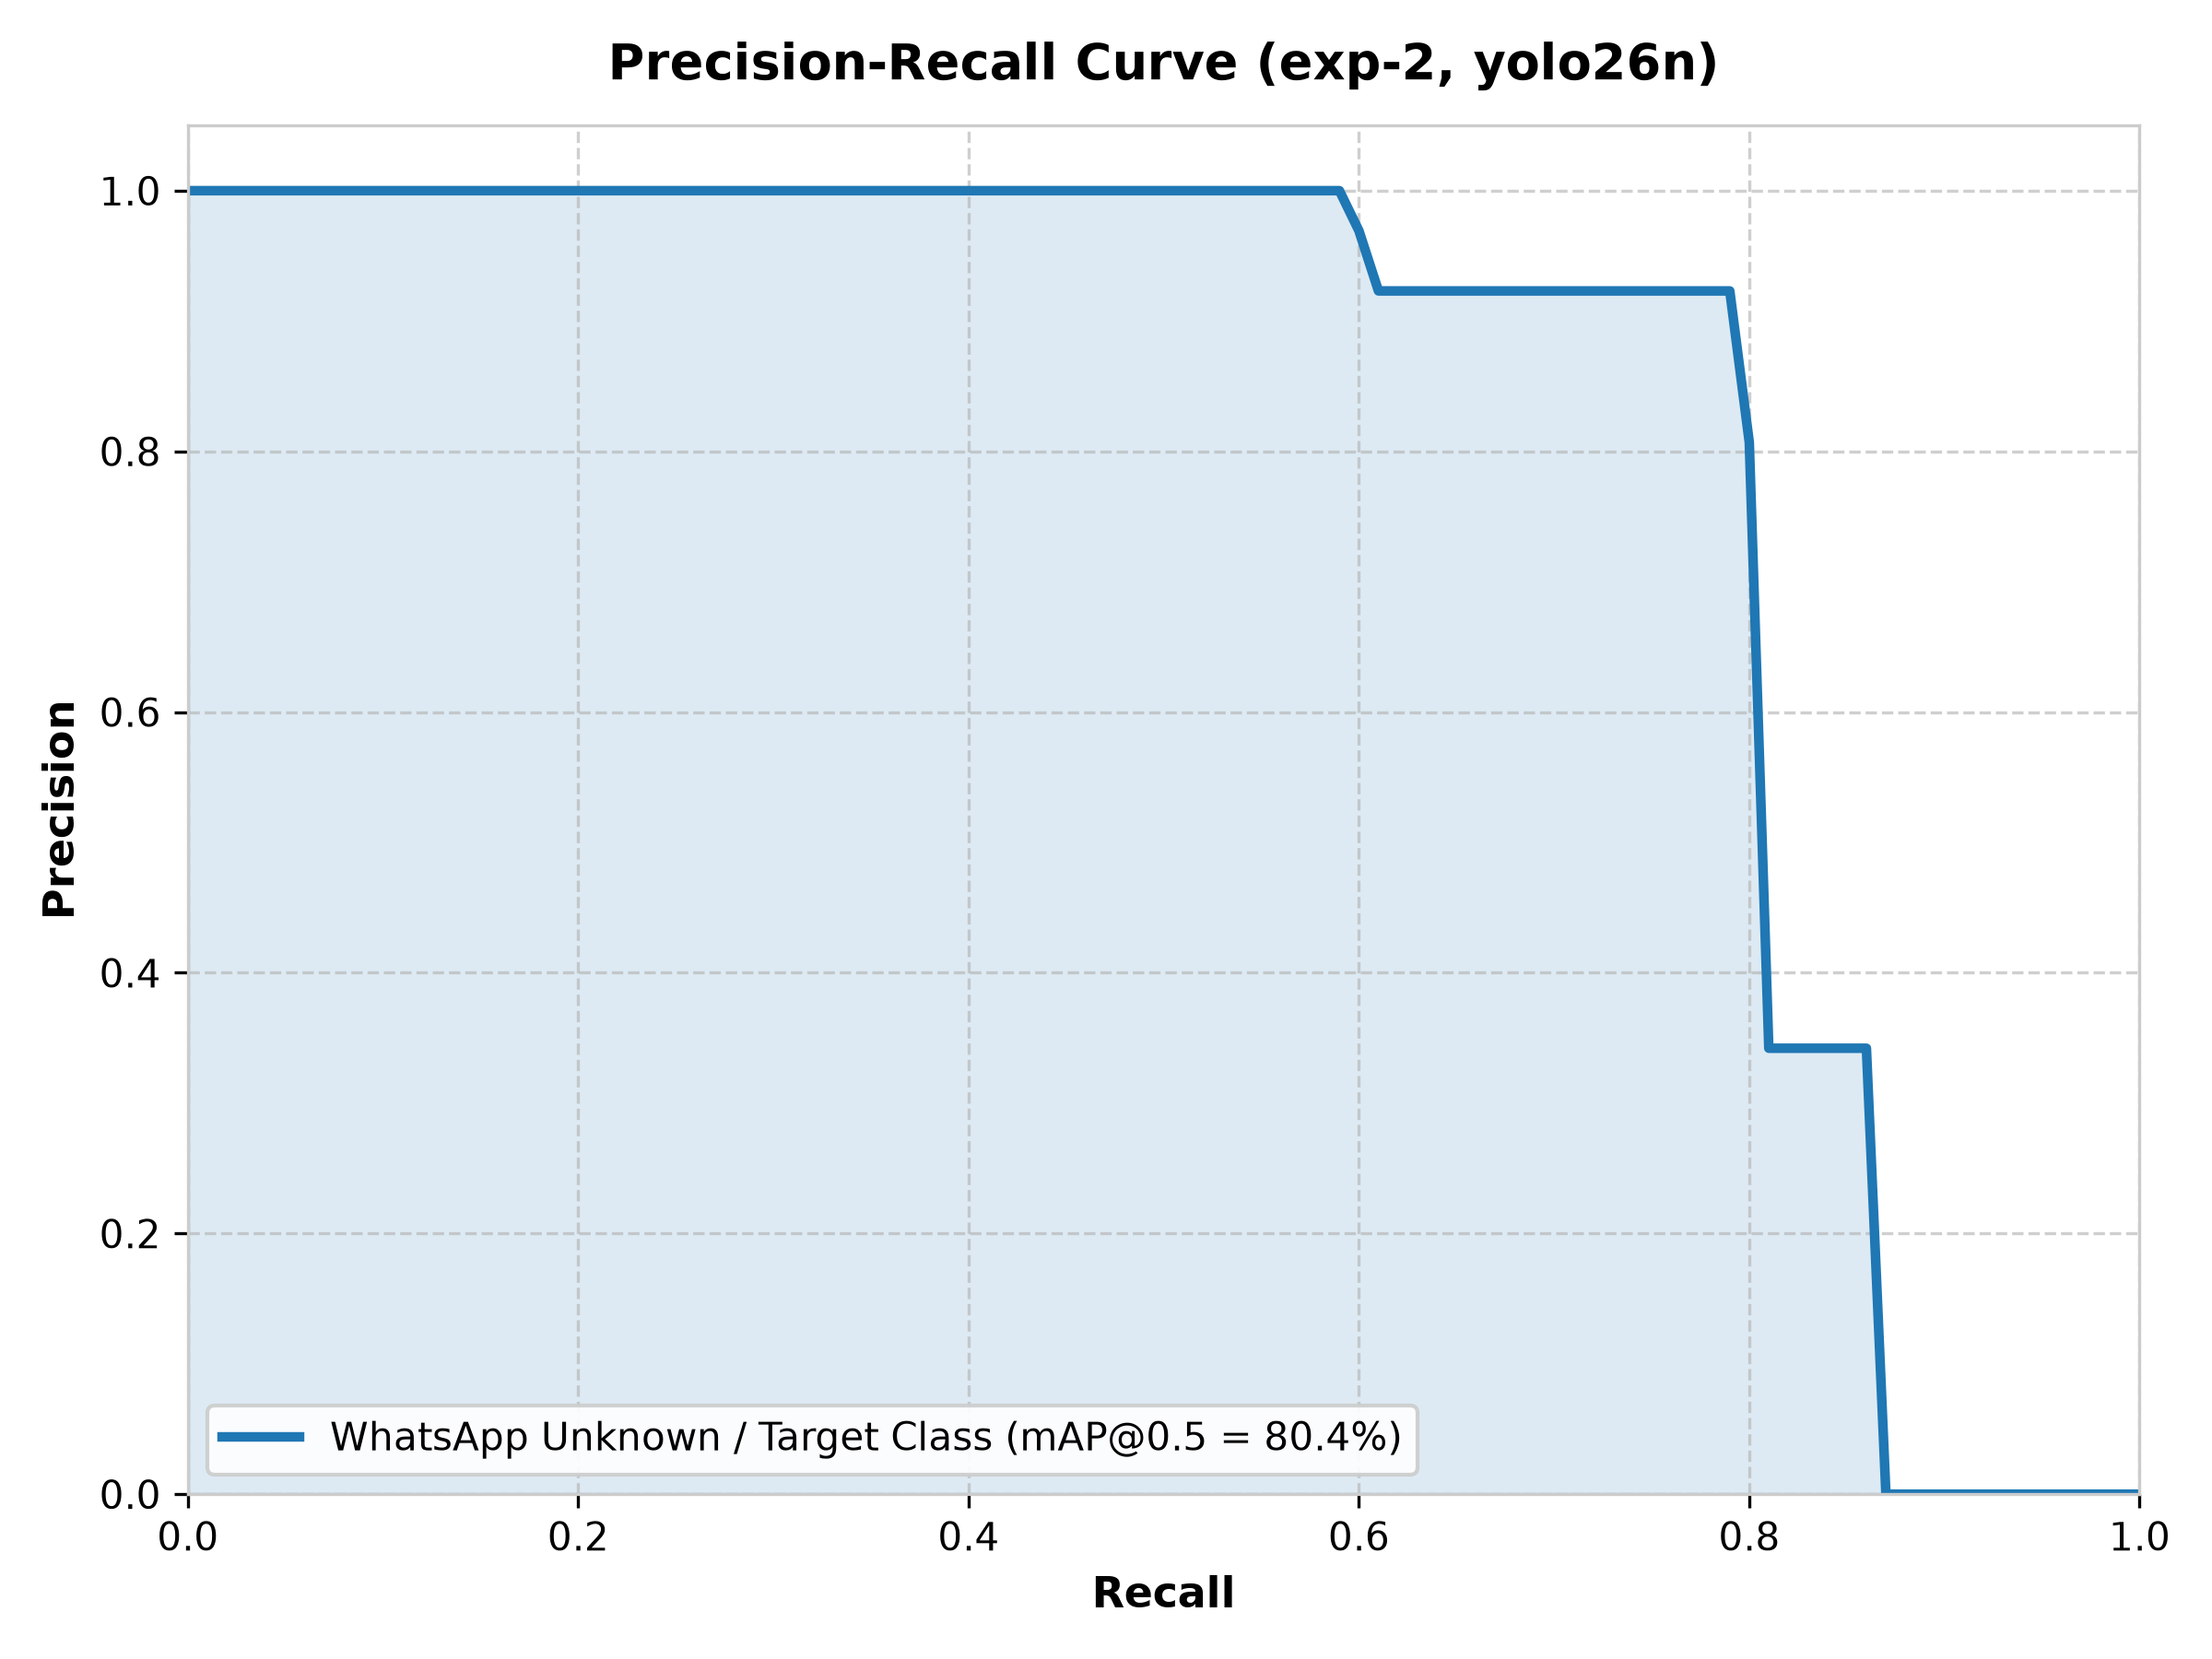 Precision-Recall Curve (exp-2, yolo26n)
1.0
0.8
0.6
0.4
0.2
0.0
Precision
WhatsApp Unknown / Target Class (mAP@0.5 = 80.4%)
0.0 0.2 0.4 0.6 0.8 1.0
Recall